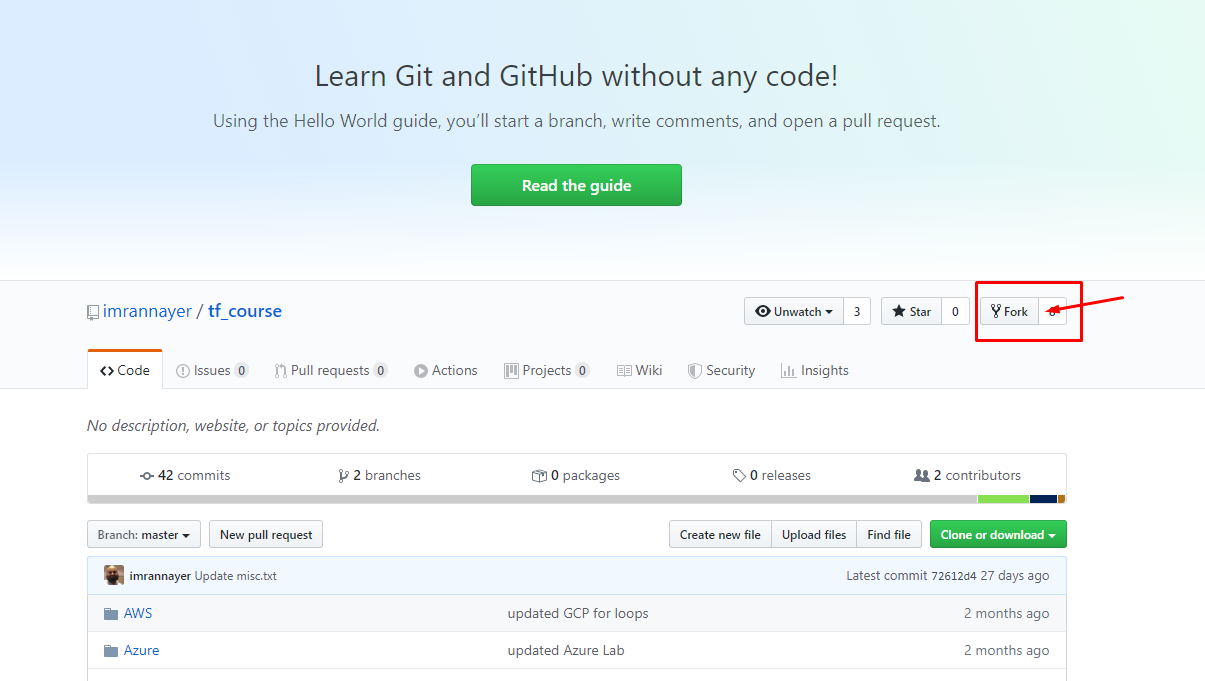 Learn Git and GitHub without any code!
Using the Hello World guide, you’ll start a branch, write comments, and open a pull request.
Read the guide
imrannayer / tf_course
Unwatch 3 Star 0 Fork
Code Issues 0 Pull requests 0 Actions Projects 0 Wiki Security Insights
No description, website, or topics provided.
42 commits 2 branches 0 packages 0 releases 2 contributors
Branch: master New pull request Create new file Upload files Find file Clone or download
imrannayer Update misc.txt Latest commit 72612d4 27 days ago
AWS updated GCP for loops 2 months ago
Azure updated Azure Lab 2 months ago